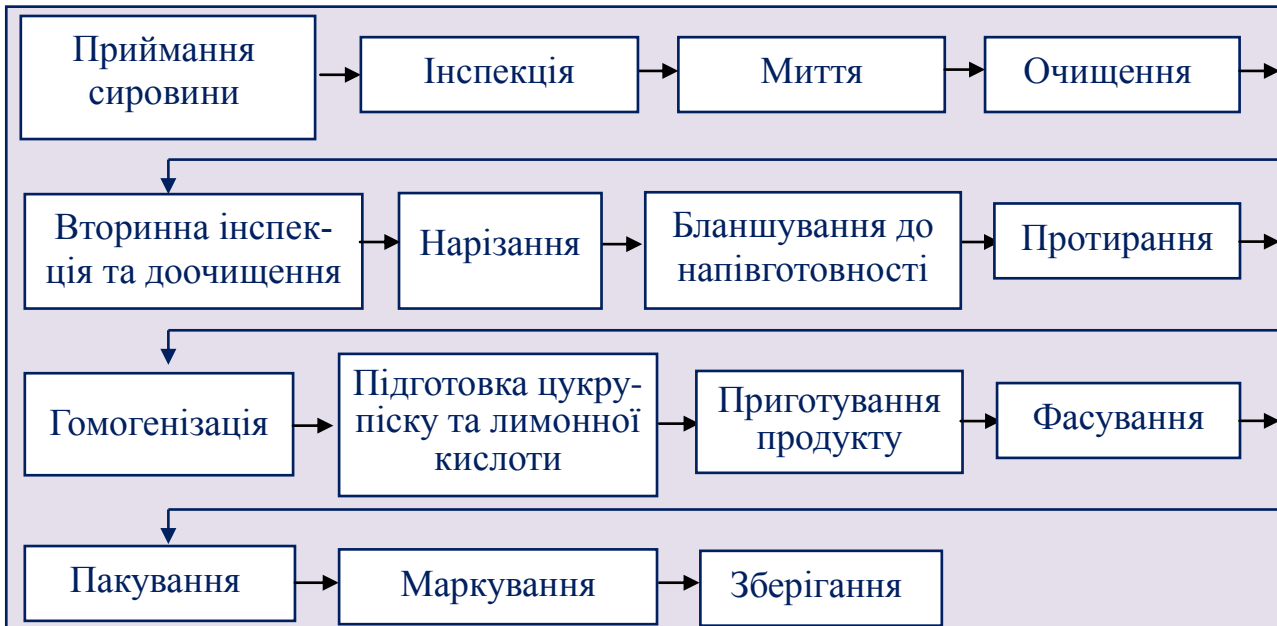 Приймання
сировини
Інспекція
Миття
Очищення
Вторинна інспек-
ція та доочищення
Нарізання
Бланшування до
напівготовності
Протирання
Гомогенізація
Підготовка цукру-
піску та лимонної
кислоти
Приготування
продукту
Фасування
Пакування
Маркування
Зберігання